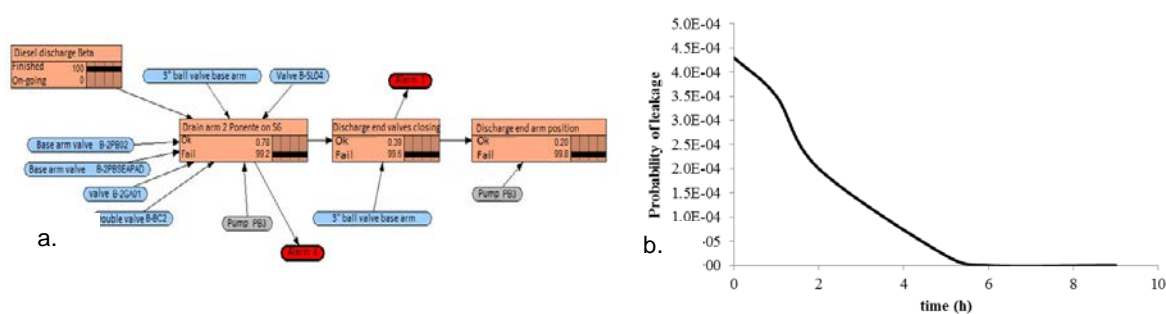 a.
Diesel discharge Beta
Finished 100
On-going 0
3" ball valve base arm
Valve B-SL04
Drain arm 2 Ponente on S6
Ok 0.78
Fail 99.2
Discharge end valves closing
Ok 0.39
Fail 99.6
Discharge end arm position
Ok 0.20
Fail 99.8
Base arm valve B-2PB02
Base arm valve B-2PBSEAPAD
valve B-2GA01
ouble valve B-BC2
Pump PB3
3" ball valve base arm
Pump PB3
Alarm
Alarm 4
b.
Probability of leakage
5.0E-04
4.5E-04
4.0E-04
3.5E-04
3.0E-04
2.5E-04
2.0E-04
1.5E-04
1.0E-04
-05
00
0 2 4 6 8 10
time (h)